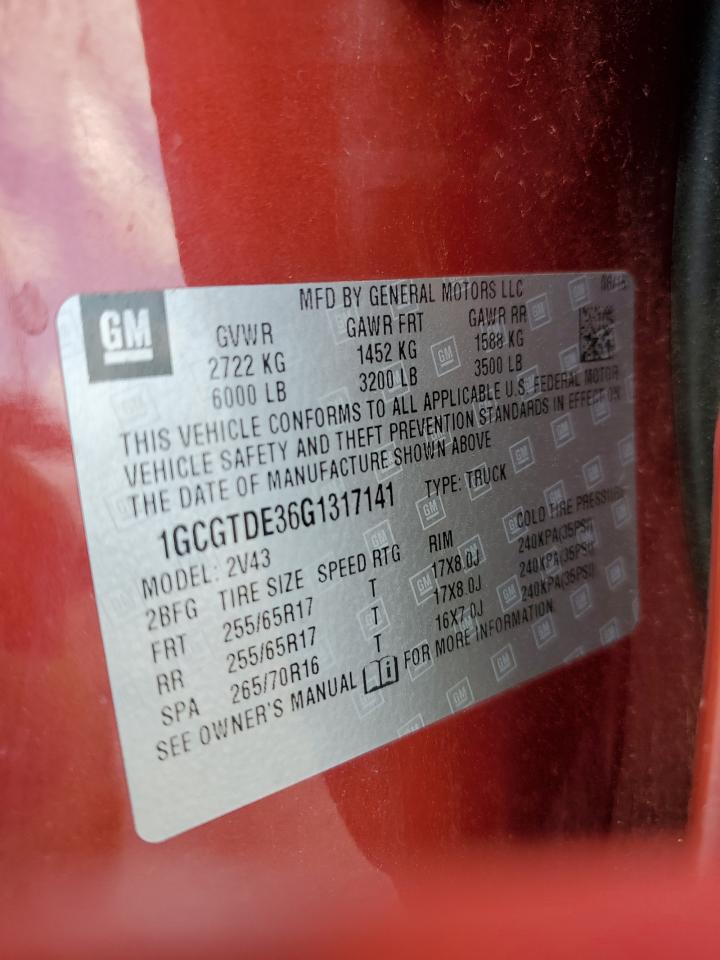 GM
MFD BY GENERAL MOTORS LLC
GVWR GAWR FRT GAWR RR
2722 KG 1452 KG 1588 KG
6000 LB 3200 LB 3500 LB
THIS VEHICLE CONFORMS TO ALL APPLICABLE U.S. FEDERAL MOTOR
VEHICLE SAFETY AND THEFT PREVENTION STANDARDS IN EFFECT ON
THE DATE OF MANUFACTURE SHOWN ABOVE
1GCGTDE36G1317141 TYPE: TRUCK
MODEL: 2V43
2BFG TIRE SIZE SPEED RTG RIM COLD TIRE PRESSURE
FRT 255/65R17 T 17X8.0J 240KPA(35PSI)
RR 255/65R17 T 17X8.0J 240KPA(35PSI)
SPA 265/70R16 T 16X7.0J 240KPA(35PSI)
SEE OWNER'S MANUAL FOR MORE INFORMATION